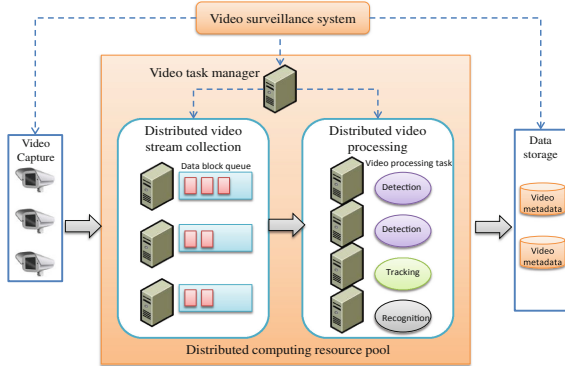 Video surveillance system
Video task manager
Video
Capture
Distributed video
stream collection
Data block queue
Distributed video
processing
Video processing task
Detection
Detection
Tracking
Recognition
Data
storage
Video
metadata
Video
metadata
Distributed computing resource pool